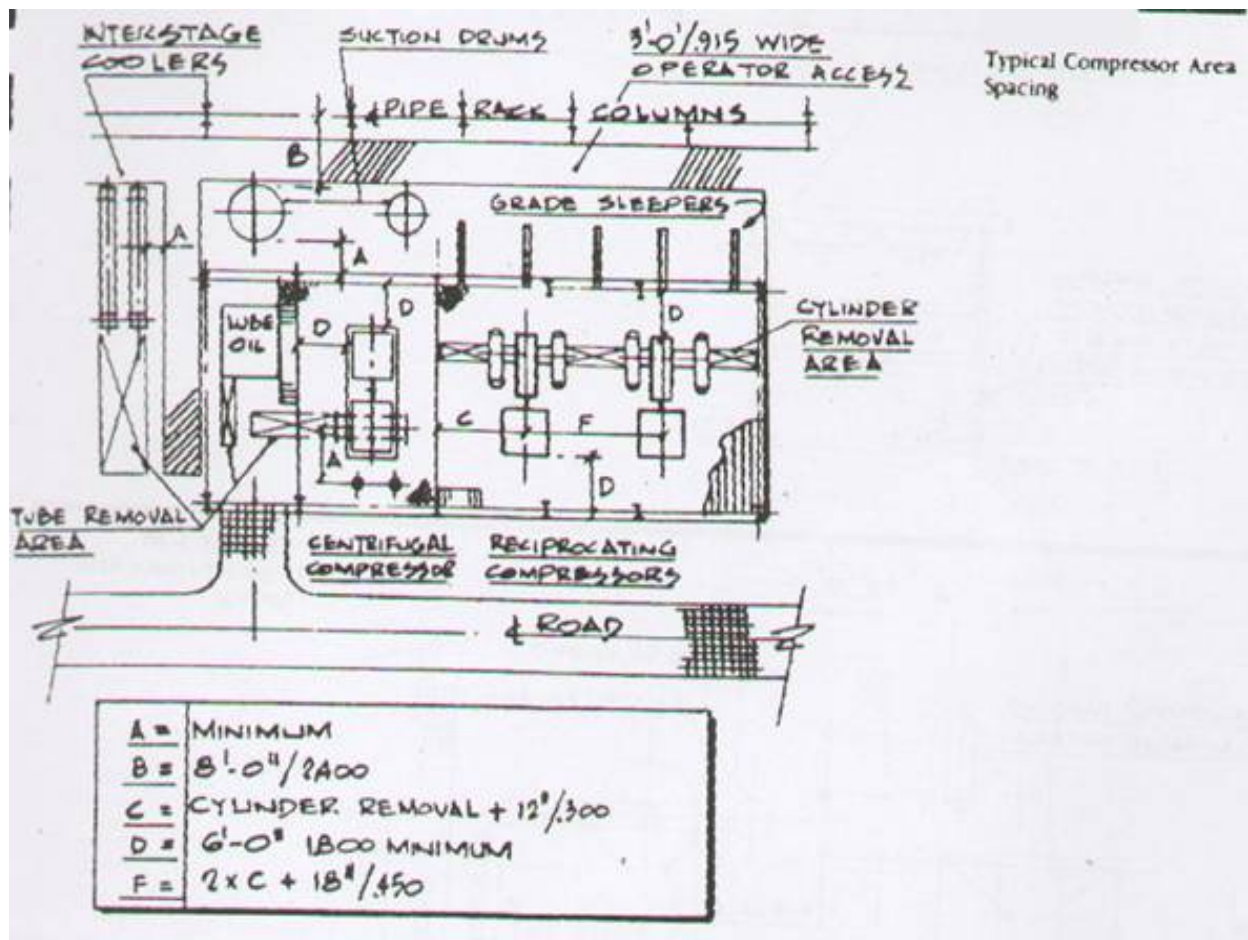 INTERSTAGE
COOLERS
SUCTION DRUMS
3'-0'/.915 WIDE
OPERATOR ACCESS
Typical Compressor Area
Spacing
℄ PIPE RACK COLUMNS
B
A
GRADE SLEEPERS
A
D
D
D
LUBE
OIL
CYLINDER
REMOVAL
AREA
C
F
A
D
TUBE REMOVAL
AREA
CENTRIFUGAL
COMPRESSOR
RECIPROCATING
COMPRESSORS
℄ ROAD
A = MINIMUM
B = 8'-0"/2400
C = CYLINDER REMOVAL + 12"/.300
D = 6'-0" 1800 MINIMUM
F = 2 x C + 18"/.450